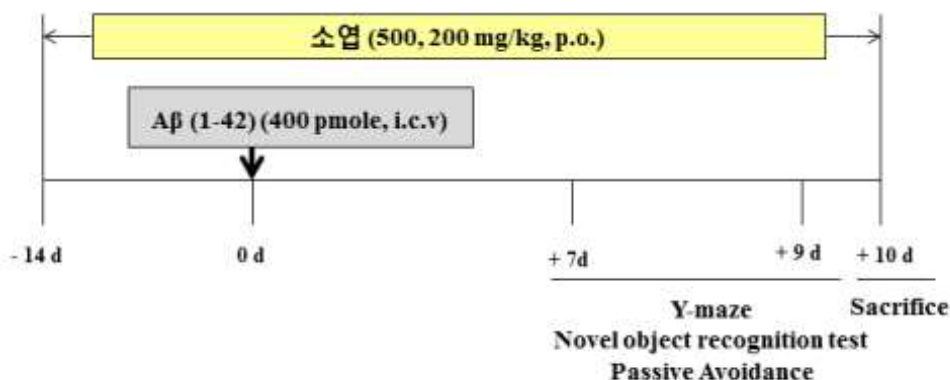 소엽 (500, 200 mg/kg, p.o.)
Aβ (1-42) (400 pmole, i.c.v)
- 14 d
0 d
+ 7d
+ 9 d
+ 10 d
Y-maze
Novel object recognition test
Passive Avoidance
Sacrifice